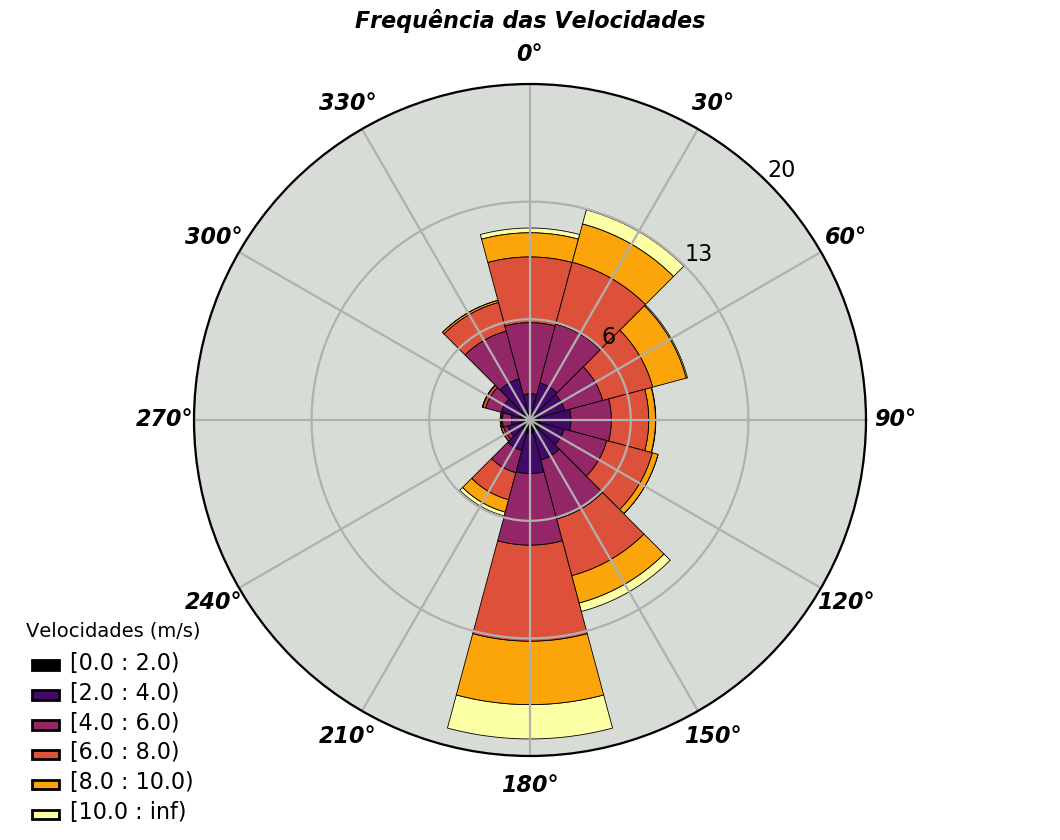 Frequência das Velocidades
0°
330°
30°
20
300°
60°
13
6
270°
90°
240°
120°
210°
150°
180°
Velocidades (m/s)
[0.0 : 2.0)
[2.0 : 4.0)
[4.0 : 6.0)
[6.0 : 8.0)
[8.0 : 10.0)
[10.0 : inf)